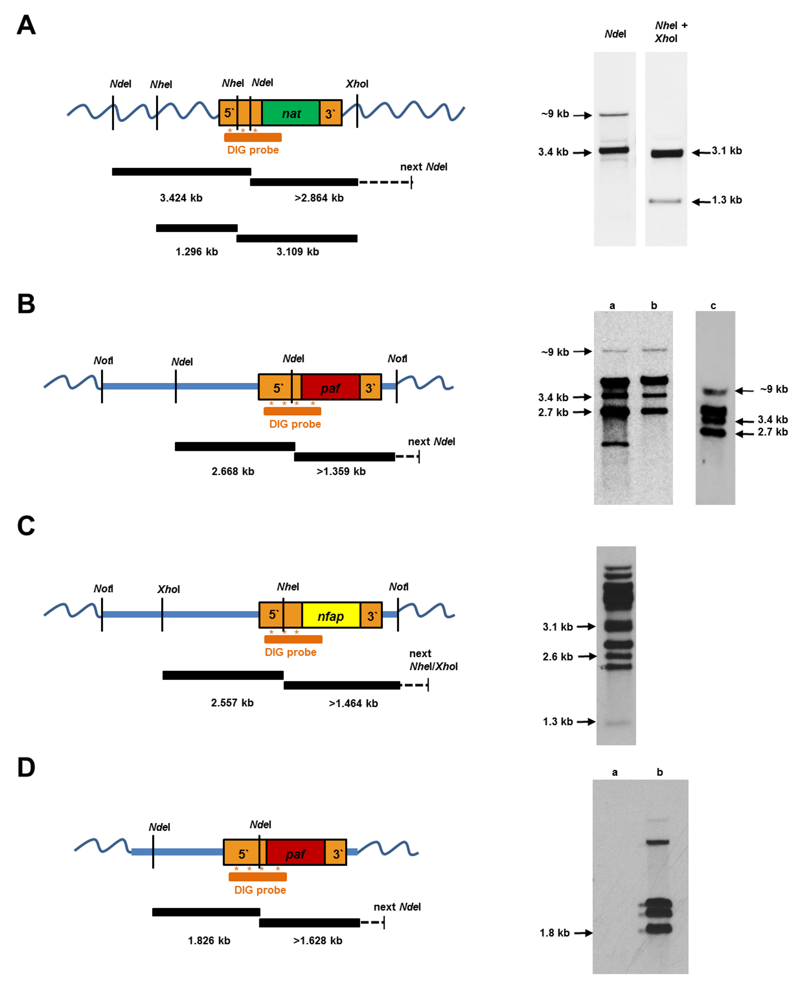 A
NdeI
NheI +
XhoI
NdeI NheI NheI NdeI XhoI
5` nat 3`
* * *
DIG probe
next NdeI
3.424 kb >2.864 kb
1.296 kb 3.109 kb
~9 kb
3.4 kb
3.1 kb
1.3 kb
B
a b c
NotI NdeI NdeI NotI
5` paf 3`
* * * *
DIG probe
next NdeI
2.668 kb >1.359 kb
~9 kb
3.4 kb
2.7 kb
~9 kb
3.4 kb
2.7 kb
C
NotI XhoI NheI NotI
5` nfap 3`
* * *
DIG probe
next
NheI/XhoI
2.557 kb >1.464 kb
3.1 kb
2.6 kb
1.3 kb
D
a b
NdeI NdeI
5` paf 3`
* * * *
DIG probe
next NdeI
1.826 kb >1.628 kb
1.8 kb